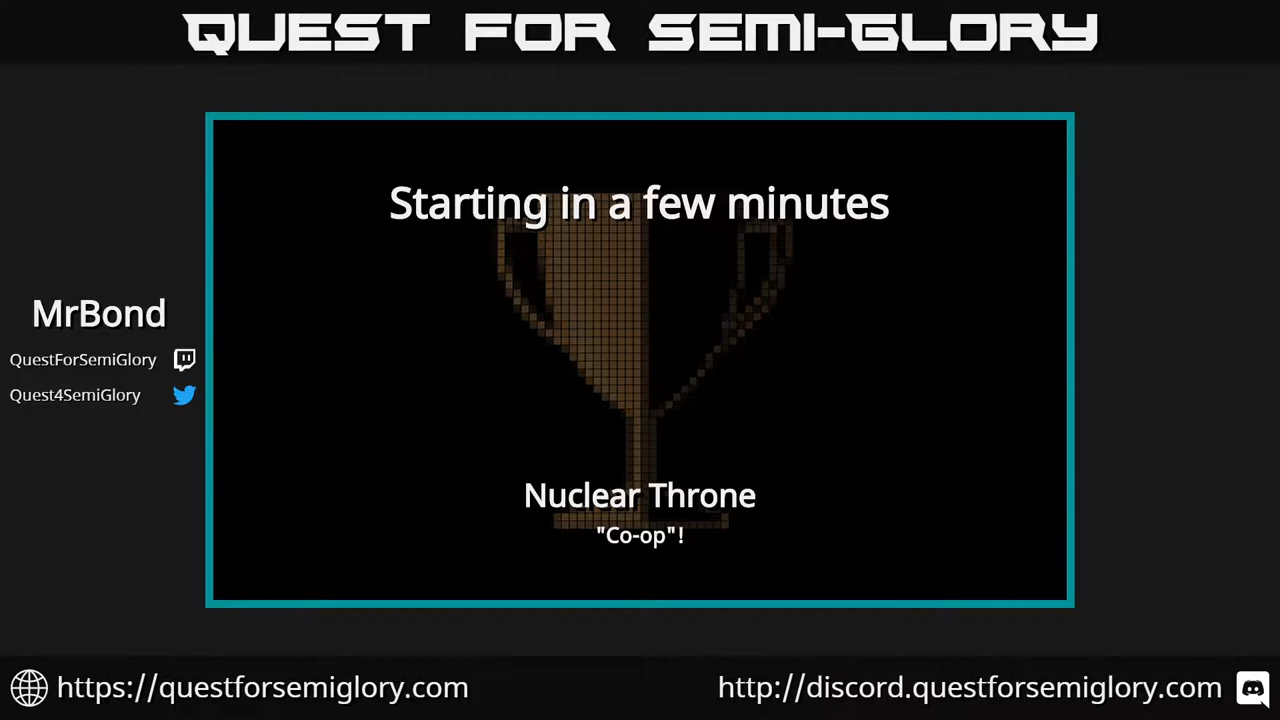 QUEST FOR SEMI-GLORY
Starting in a few minutes
MrBond
QuestForSemiGlory
Quest4SemiGlory
Nuclear Throne
"Co-op"!
https://questforsemiglory.com
http://discord.questforsemiglory.com